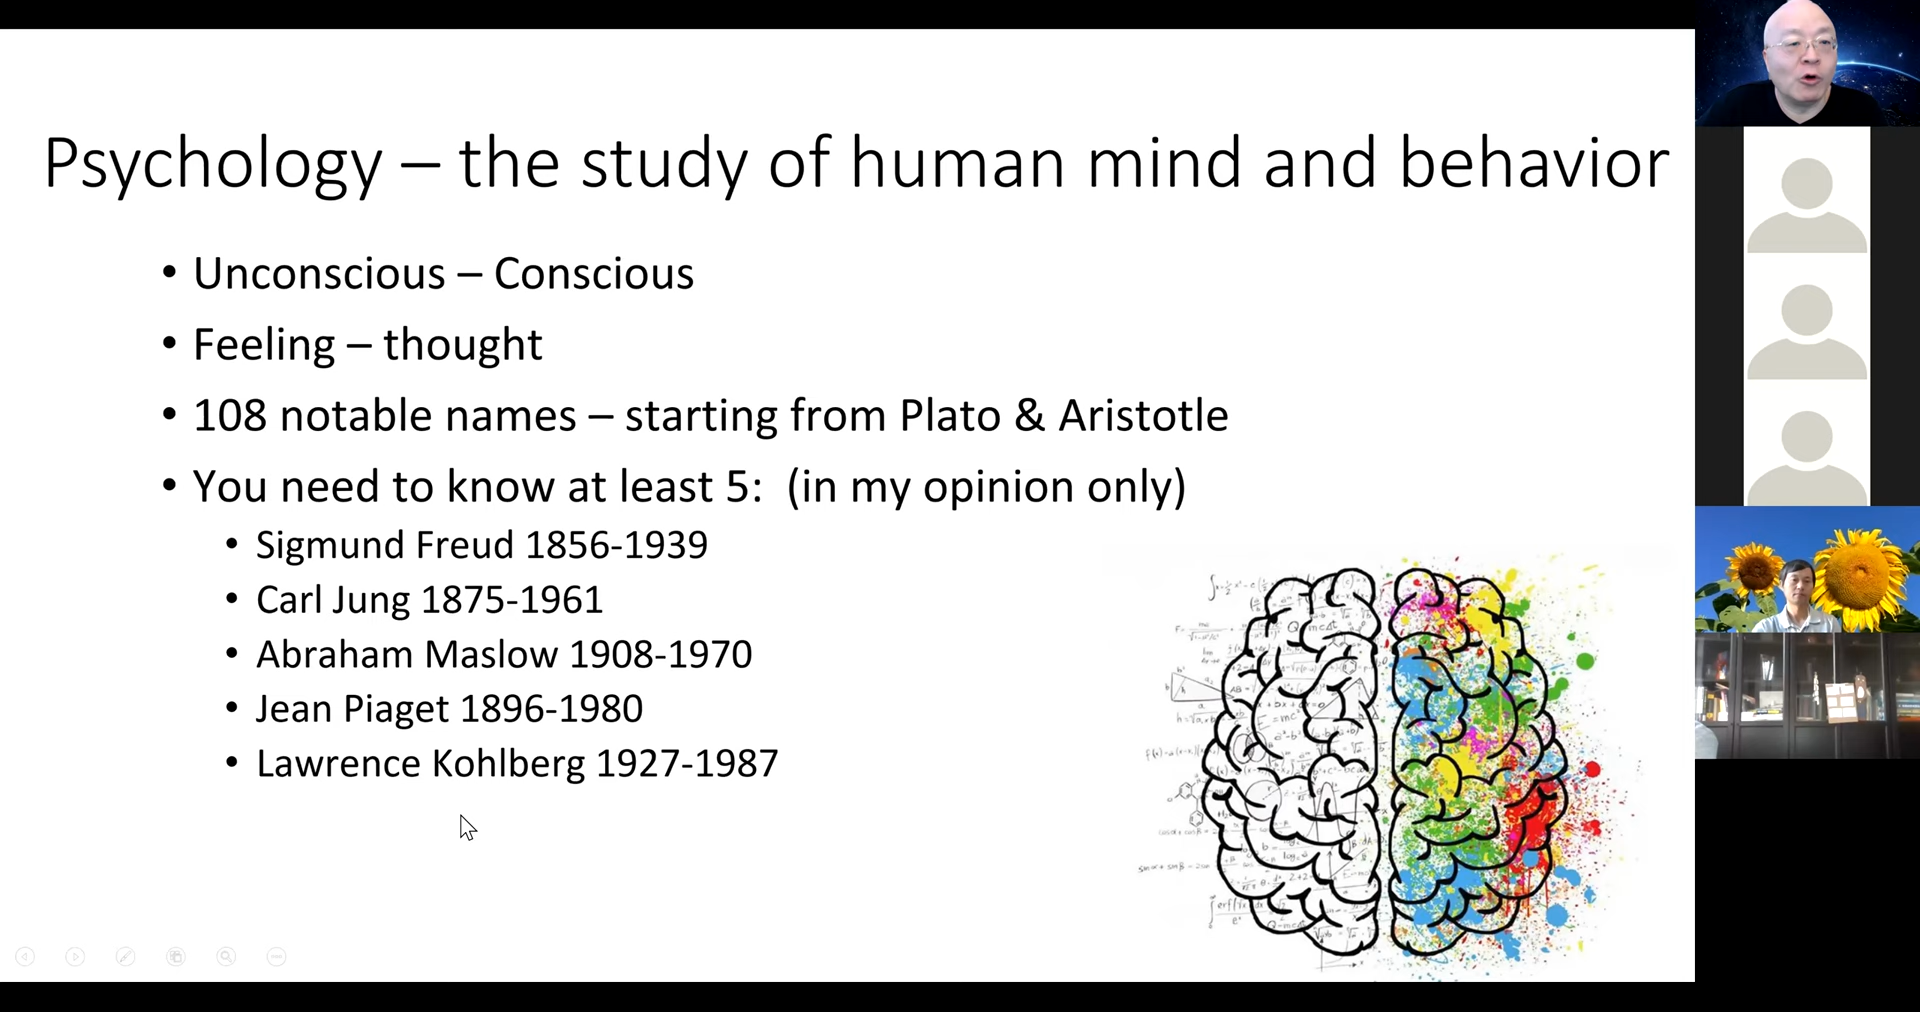 Psychology – the study of human mind and behavior
• Unconscious – Conscious
• Feeling – thought
• 108 notable names – starting from Plato & Aristotle
• You need to know at least 5:  (in my opinion only)
• Sigmund Freud 1856-1939
• Carl Jung 1875-1961
• Abraham Maslow 1908-1970
• Jean Piaget 1896-1980
• Lawrence Kohlberg 1927-1987